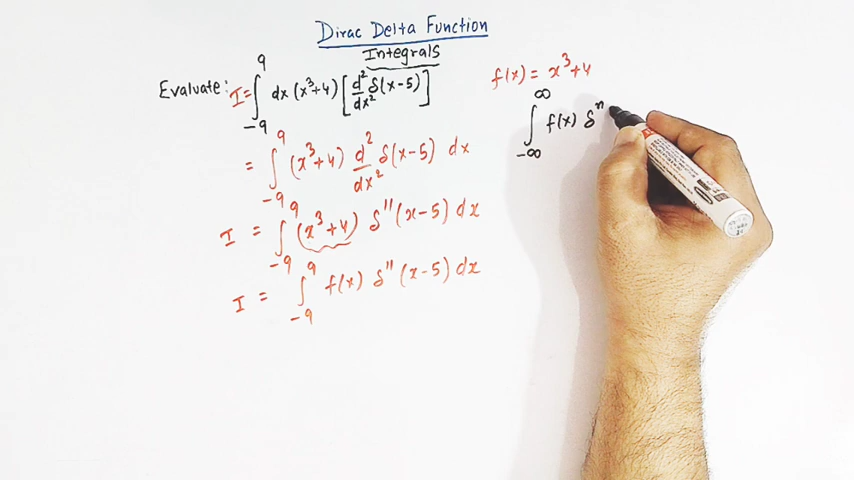 Dirac Delta Function
Integrals
Evaluate: I = ∫_{-9}^{9} dx (x³+4) [d²/dx² δ(x-5)]
= ∫_{-9}^{9} (x³+4) d²/dx² δ(x-5) dx
I = ∫_{-9}^{9} (x³+4) δ''(x-5) dx
I = ∫_{-9}^{9} f(x) δ''(x-5) dx
f(x) = x³+4
∫_{-∞}^{∞} f(x) δⁿ